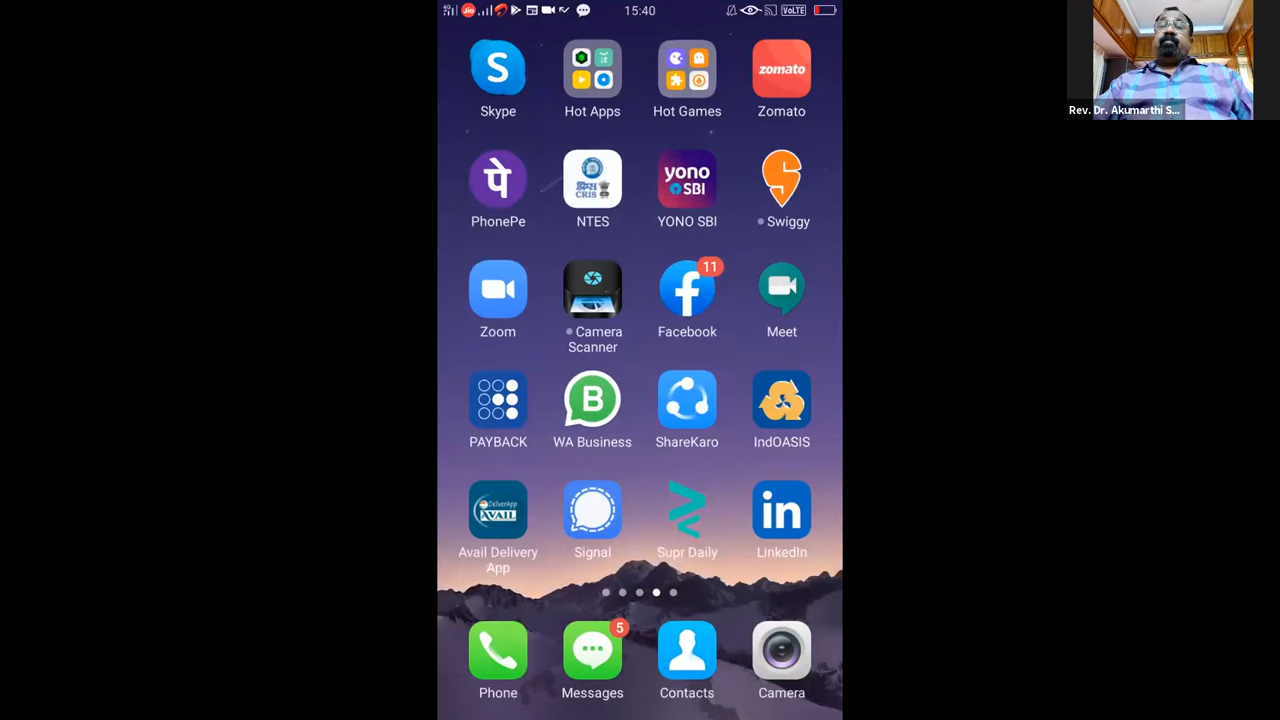 15:40
VoLTE
S
zomato
Skype
Hot Apps
Hot Games
Zomato
पे
CRIS
yono
SBI
PhonePe
NTES
YONO SBI
Swiggy
11
Zoom
Camera
Scanner
Facebook
Meet
B
PAYBACK
WA Business
ShareKaro
IndOASIS
DeliverApp
AVAIL
in
Avail Delivery
App
Signal
Supr Daily
LinkedIn
5
Phone
Messages
Contacts
Camera
Rev. Dr. Akumarthi S...